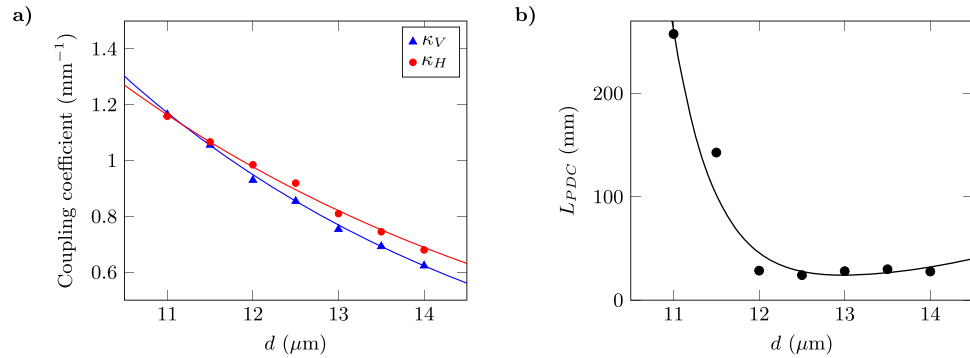 a)
Coupling coefficient (mm⁻¹)
1.4
1.2
1
0.8
0.6
11 12 13 14
d (μm)
κ_V
κ_H
b)
L_PDC (mm)
200
100
0
11 12 13 14
d (μm)